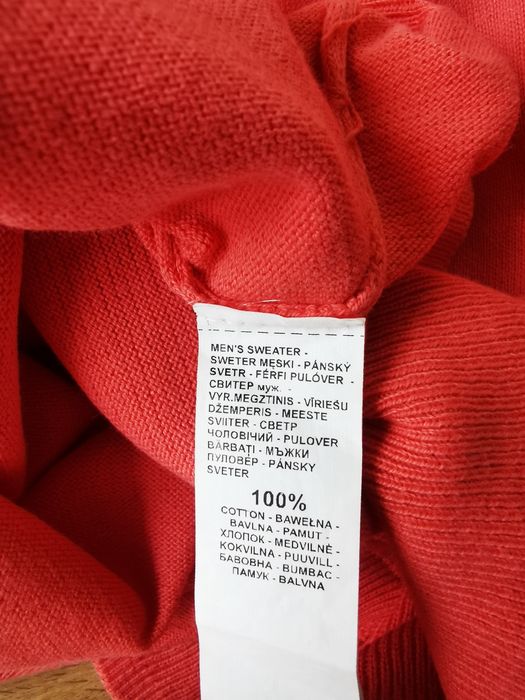 MEN'S SWEATER -
SWETER MĘSKI - PÁNSKÝ
SVETR - FÉRFI PULÓVER -
СВИТЕР муж. -
VYR.MEGZTINIS - VĪRIEŠU
DŽEMPERIS - MEESTE
SVIITER - СВЕТР
ЧОЛОВІЧИЙ - PULOVER
BĂRBAŢI - МЪЖКИ
ПУЛОВЕР - PÁNSKY
SVETER
100%
COTTON - BAWEŁNA -
BAVLNA - PAMUT -
ХЛОПОК - MEDVILNĖ -
KOKVILNA - PUUVILL -
БАВОВНА - BUMBAC -
ПАМУК - BALVNA